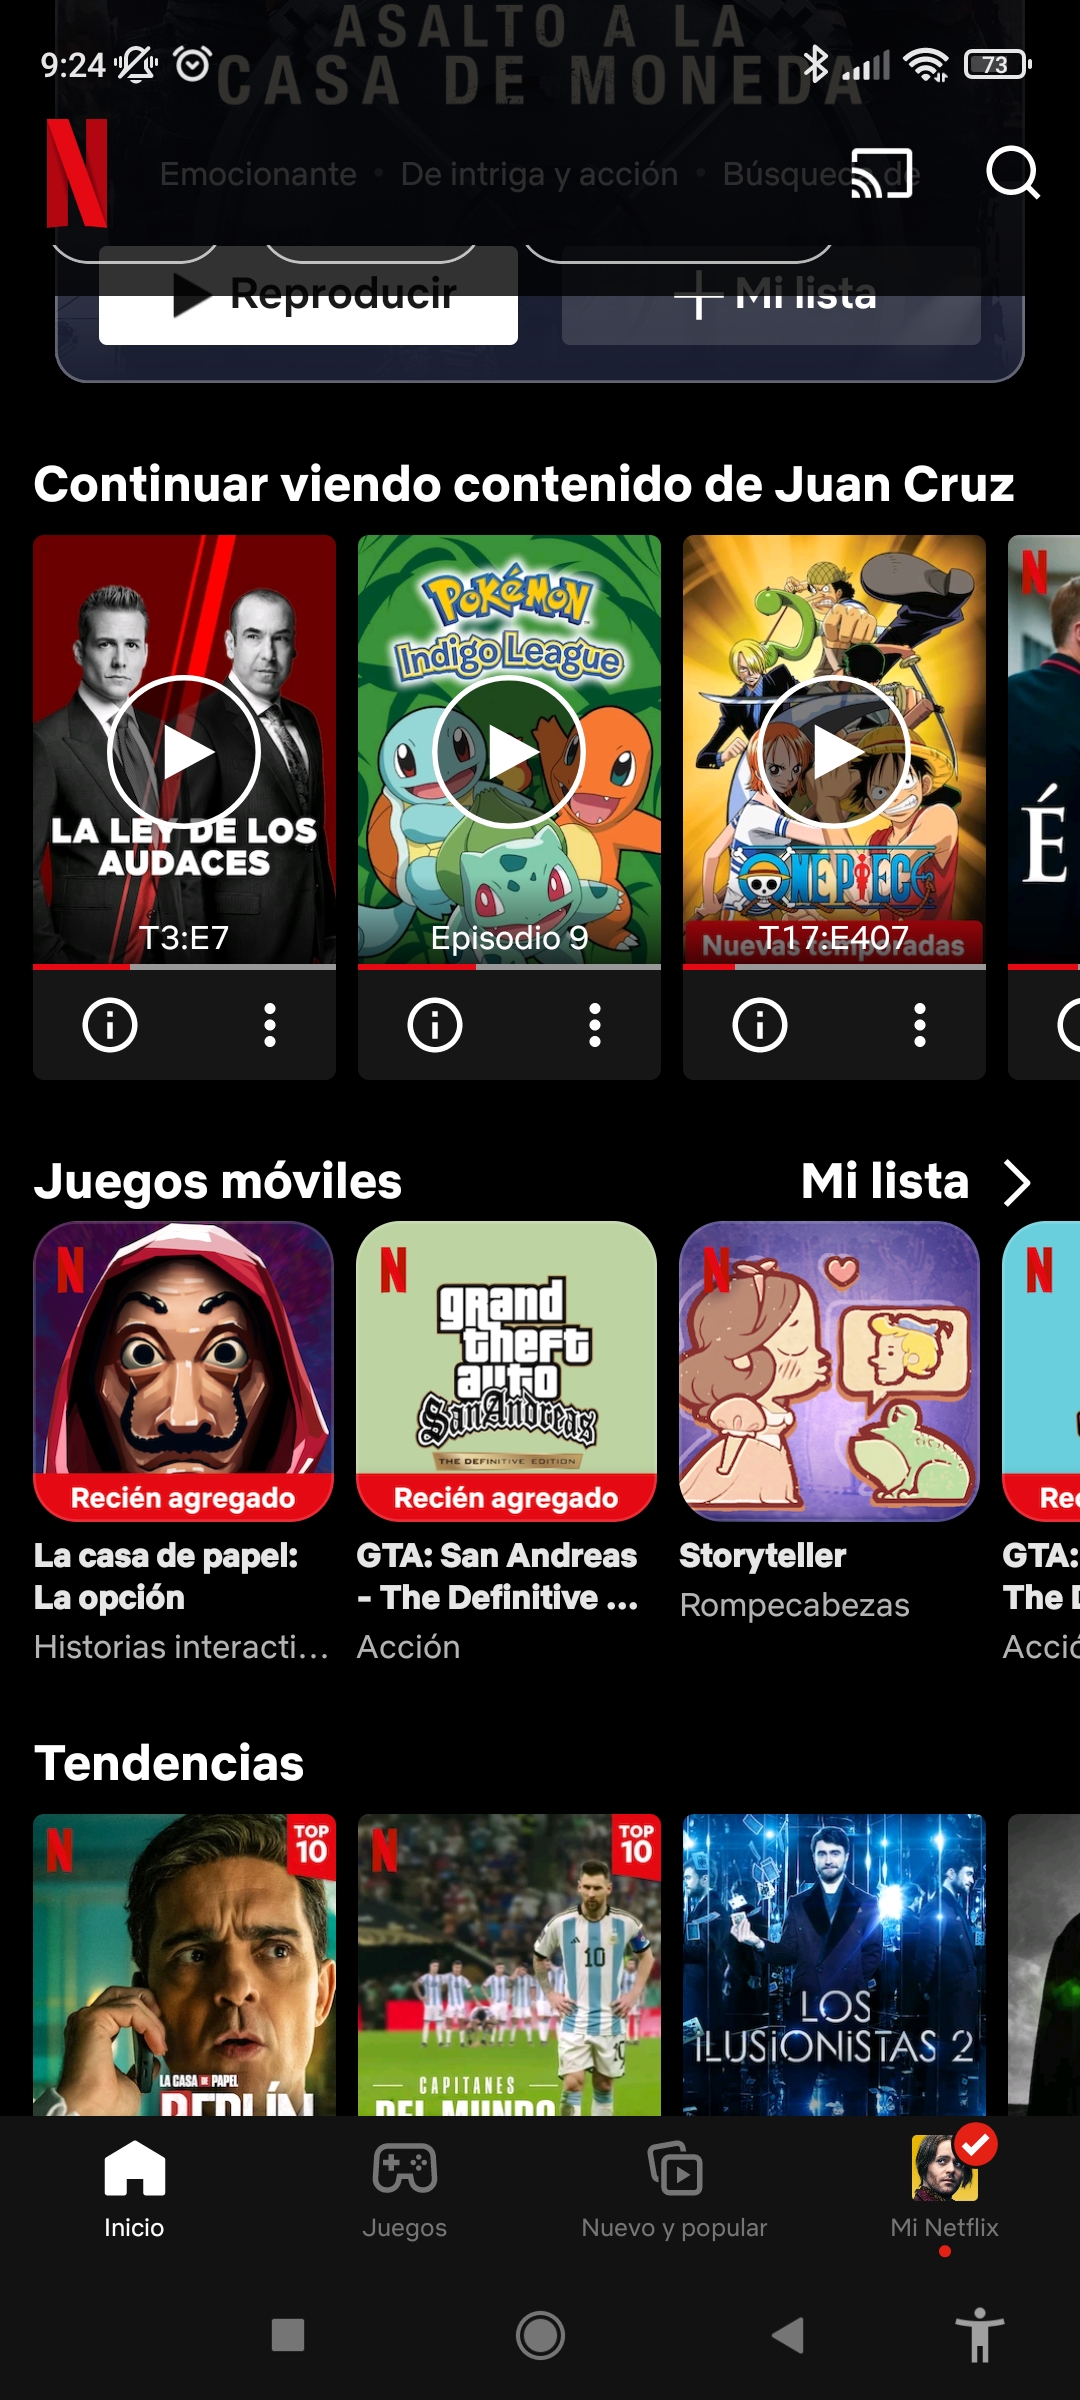 ASALTO A LA
CASA DE MONEDA
9:24
73
N
Emocionante • De intriga y acción • Búsqueda de
Reproducir
Mi lista
Continuar viendo contenido de Juan Cruz
LA LEY DE LOS
AUDACES
T3:E7
Pokémon
Indigo League
Episodio 9
ONE PIECE
Nuevas temporadas
T17:E407
N
É
Juegos móviles
Mi lista
N
Recién agregado
La casa de papel:
La opción
Historias interacti...
N
grand
theft
auto
San Andreas
THE DEFINITIVE EDITION
Recién agregado
GTA: San Andreas
- The Definitive ...
Acción
N
Storyteller
Rompecabezas
N
GTA:
The
Tendencias
N
TOP
10
LA CASA DE PAPEL
BERLÍN
N
TOP
10
10
CAPITANES
DEL MUNDO
LOS
ILUSIONISTAS 2
Inicio
Juegos
Nuevo y popular
Mi Netflix